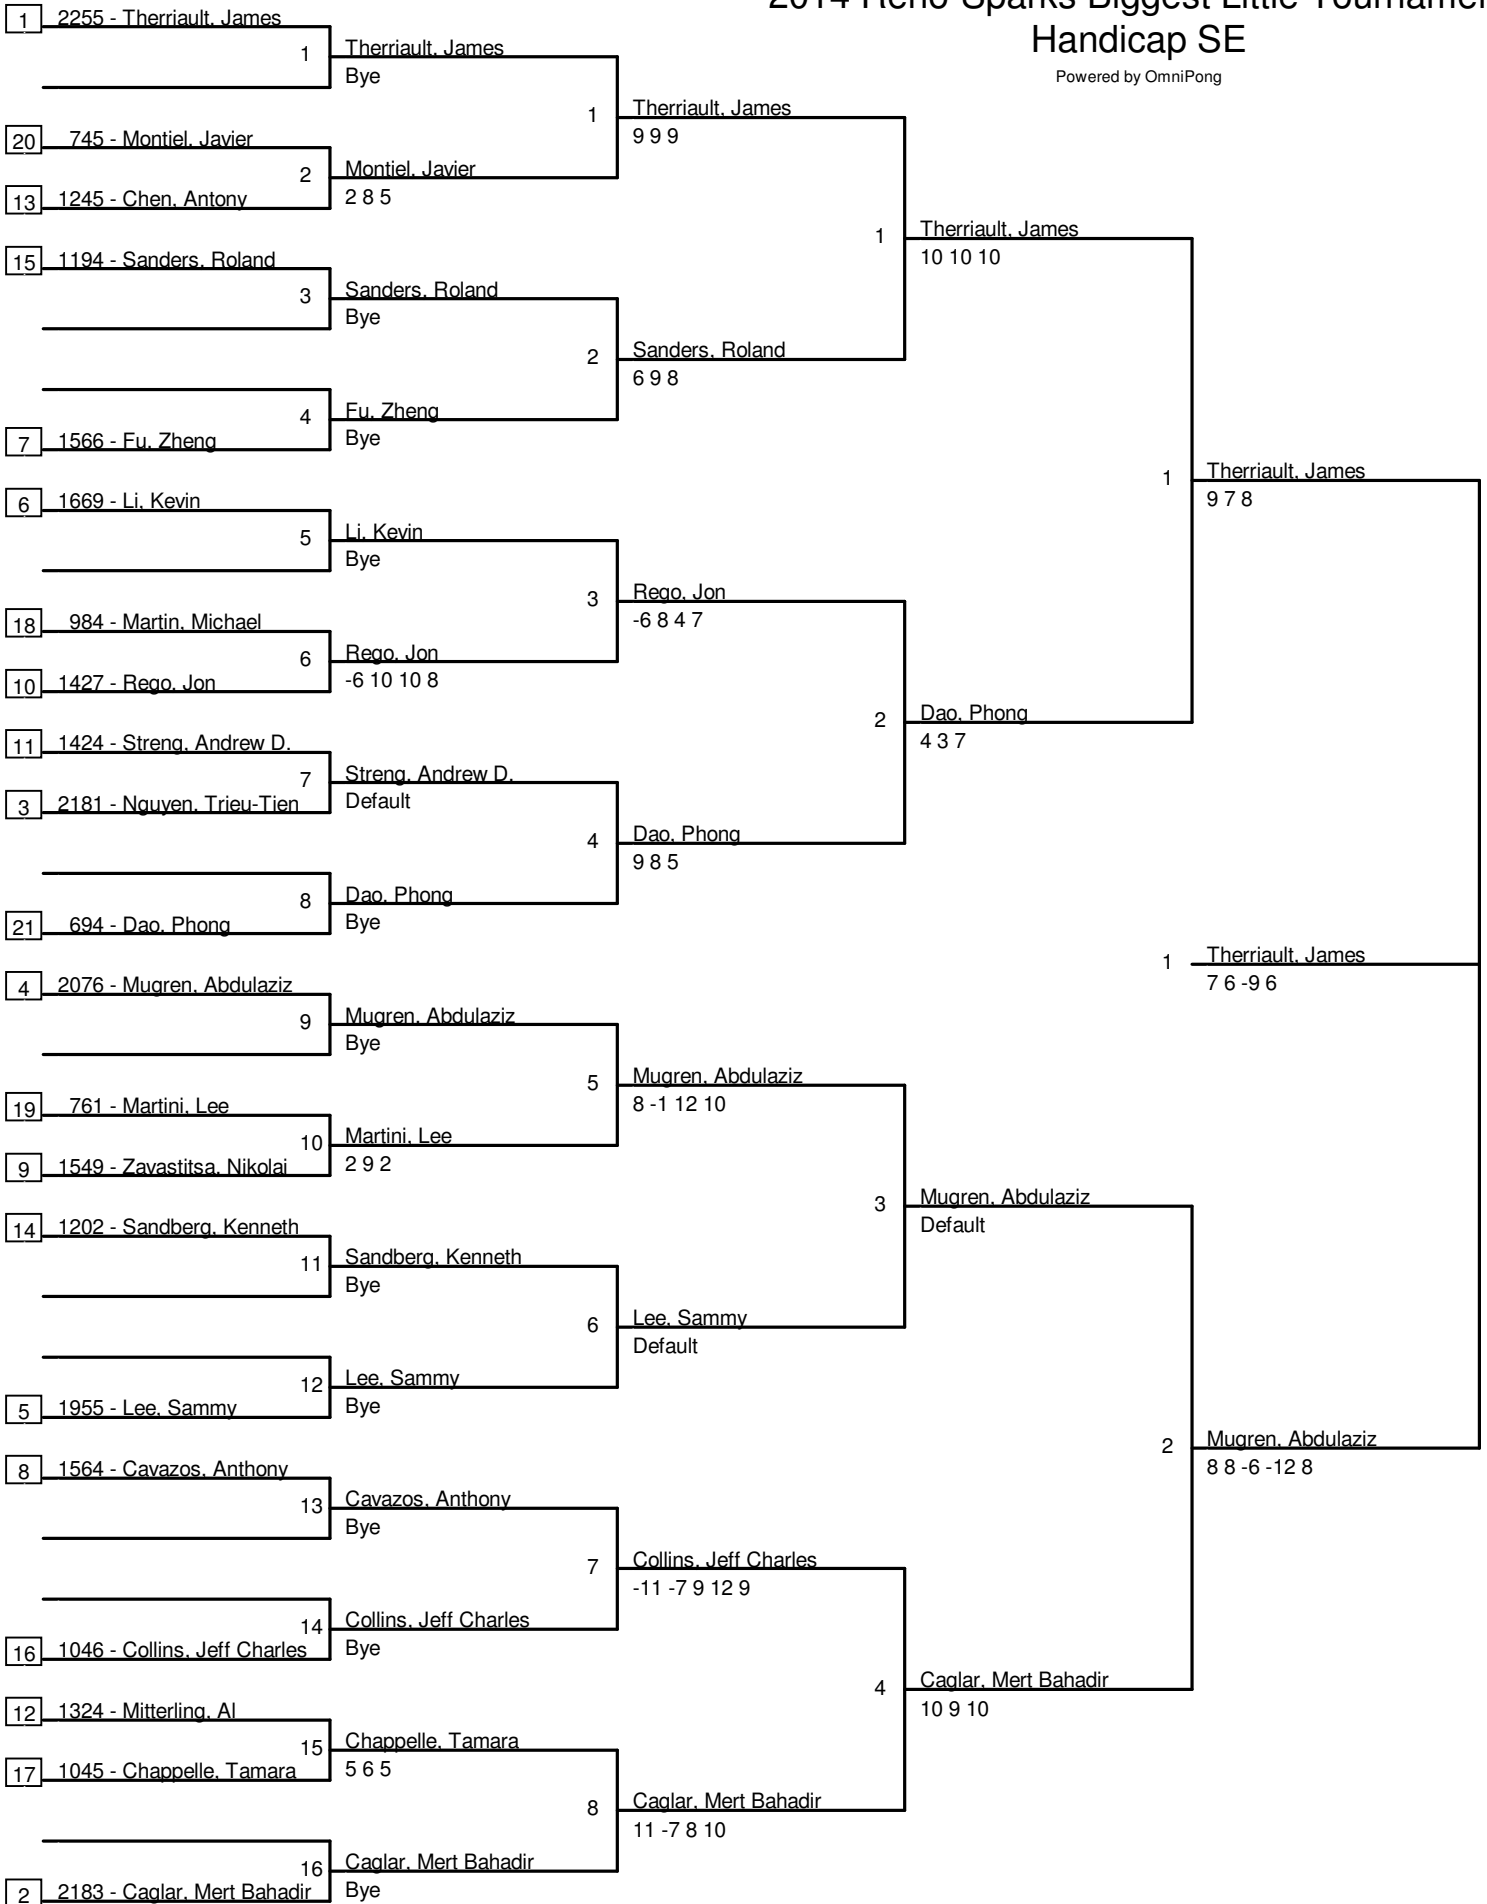 2014 Reno Sparks Biggest Little
Handicap SE
Powered by OmniPong
1 2255 - Therriault, James
1 Therriault, James
Bye
1 Therriault, James
9 9 9
20 745 - Montiel, Javier
2 Montiel, Javier
2 8 5
13 1245 - Chen, Antony
1 Therriault, James
10 10 10
15 1194 - Sanders, Roland
3 Sanders, Roland
Bye
2 Sanders, Roland
6 9 8
4 Fu, Zheng
Bye
7 1566 - Fu, Zheng
1 Therriault, James
9 7 8
6 1669 - Li, Kevin
5 Li, Kevin
Bye
3 Rego, Jon
-6 8 4 7
18 984 - Martin, Michael
6 Rego, Jon
-6 10 10 8
10 1427 - Rego, Jon
2 Dao, Phong
4 3 7
11 1424 - Streng, Andrew D.
7 Streng, Andrew D.
Default
3 2181 - Nguyen, Trieu-Tien
4 Dao, Phong
9 8 5
8 Dao, Phong
Bye
21 694 - Dao, Phong
1 Therriault, James
7 6 -9 6
4 2076 - Mugren, Abdulaziz
9 Mugren, Abdulaziz
Bye
5 Mugren, Abdulaziz
8 -1 12 10
19 761 - Martini, Lee
10 Martini, Lee
2 9 2
9 1549 - Zavastitsa, Nikolai
3 Mugren, Abdulaziz
Default
14 1202 - Sandberg, Kenneth
11 Sandberg, Kenneth
Bye
6 Lee, Sammy
Default
12 Lee, Sammy
Bye
5 1955 - Lee, Sammy
2 Mugren, Abdulaziz
8 8 -6 -12 8
8 1564 - Cavazos, Anthony
13 Cavazos, Anthony
Bye
7 Collins, Jeff Charles
-11 -7 9 12 9
14 Collins, Jeff Charles
Bye
16 1046 - Collins, Jeff Charles
4 Caglar, Mert Bahadir
10 9 10
12 1324 - Mitterling, Al
15 Chappelle, Tamara
5 6 5
17 1045 - Chappelle, Tamara
8 Caglar, Mert Bahadir
11 -7 8 10
16 Caglar, Mert Bahadir
Bye
2 2183 - Caglar, Mert Bahadir